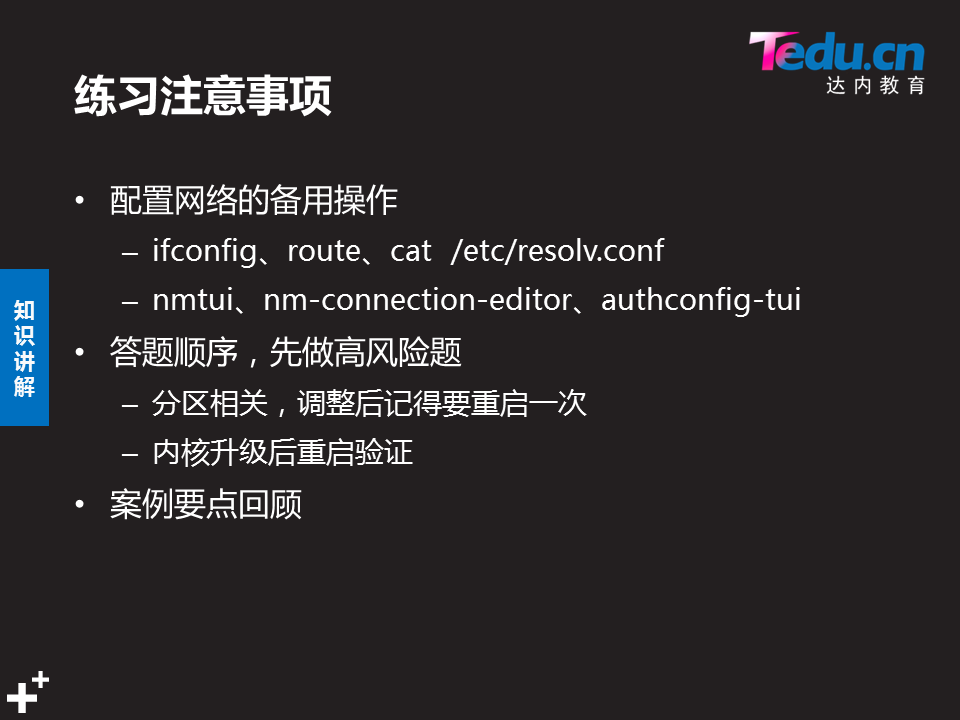 Tedu.cn
达内教育
练习注意事项
• 配置网络的备用操作
– ifconfig、route、cat /etc/resolv.conf
– nmtui、nm-connection-editor、authconfig-tui
• 答题顺序，先做高风险题
– 分区相关，调整后记得要重启一次
– 内核升级后重启验证
• 案例要点回顾
知识讲解